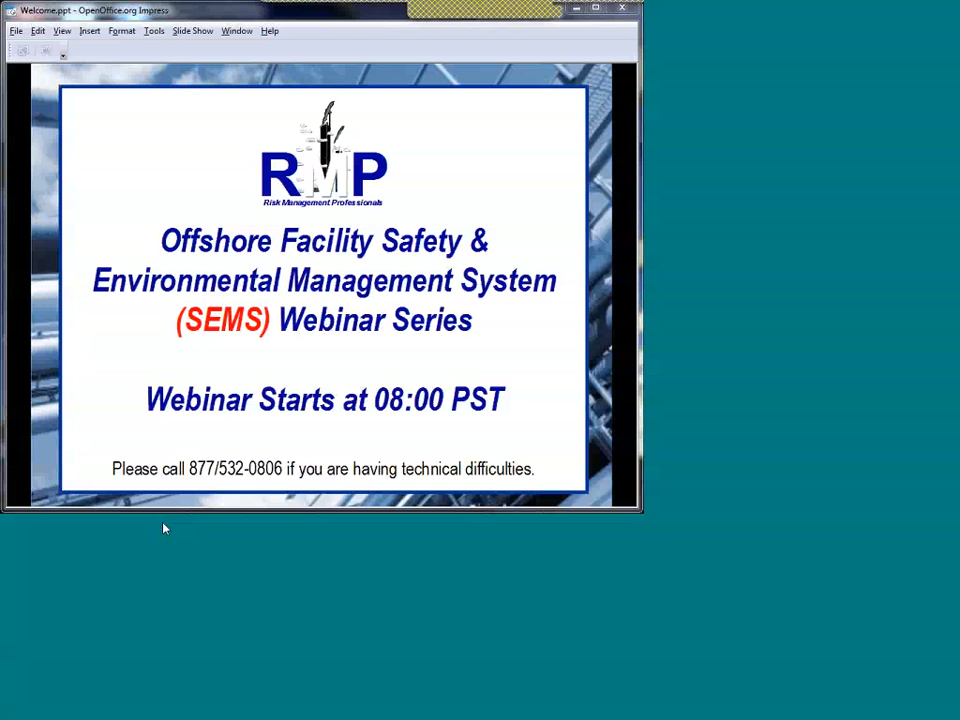 Welcome.ppt - OpenOffice.org Impress
File Edit View Insert Format Tools Slide Show Window Help
RMP
Risk Management Professionals
Offshore Facility Safety &
Environmental Management System
(SEMS) Webinar Series
Webinar Starts at 08:00 PST
Please call 877/532-0806 if you are having technical difficulties.